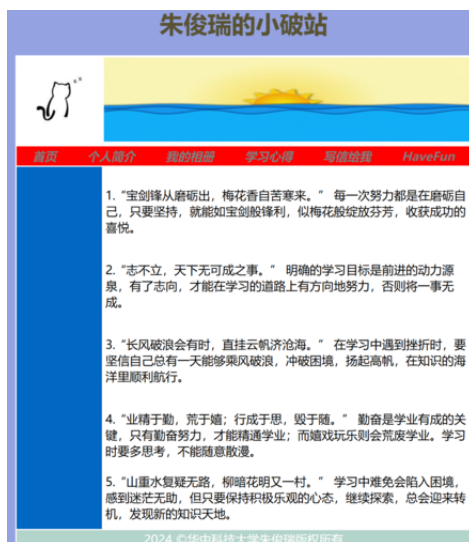 朱俊瑞的小破站
首页 个人简介 我的相册 学习心得 写信给我 HaveFun
1. “宝剑锋从磨砺出，梅花香自苦寒来。” 每一次努力都是在磨砺自
己，只要坚持，就能如宝剑般锋利，似梅花般绽放芬芳，收获成功的
喜悦。
2. “志不立，天下无可成之事。” 明确的学习目标是前进的动力源
泉，有了志向，才能在学习的道路上有方向地努力，否则将一事无
成。
3. “长风破浪会有时，直挂云帆济沧海。” 在学习中遇到挫折时，要
坚信自己总有一天能够乘风破浪，冲破困境，扬起高帆，在知识的海
洋里顺利航行。
4. “业精于勤，荒于嬉；行成于思，毁于随。” 勤奋是学业有成的关
键，只有勤奋努力，才能精通学业；而嬉戏玩乐则会荒废学业。学习
时要多思考，不能随意散漫。
5. “山重水复疑无路，柳暗花明又一村。” 学习中难免会陷入困境，
感到迷茫无助，但只要保持积极乐观的心态，继续探索，总会迎来转
机，发现新的知识天地。
2024 ©华中科技大学朱俊瑞版权所有